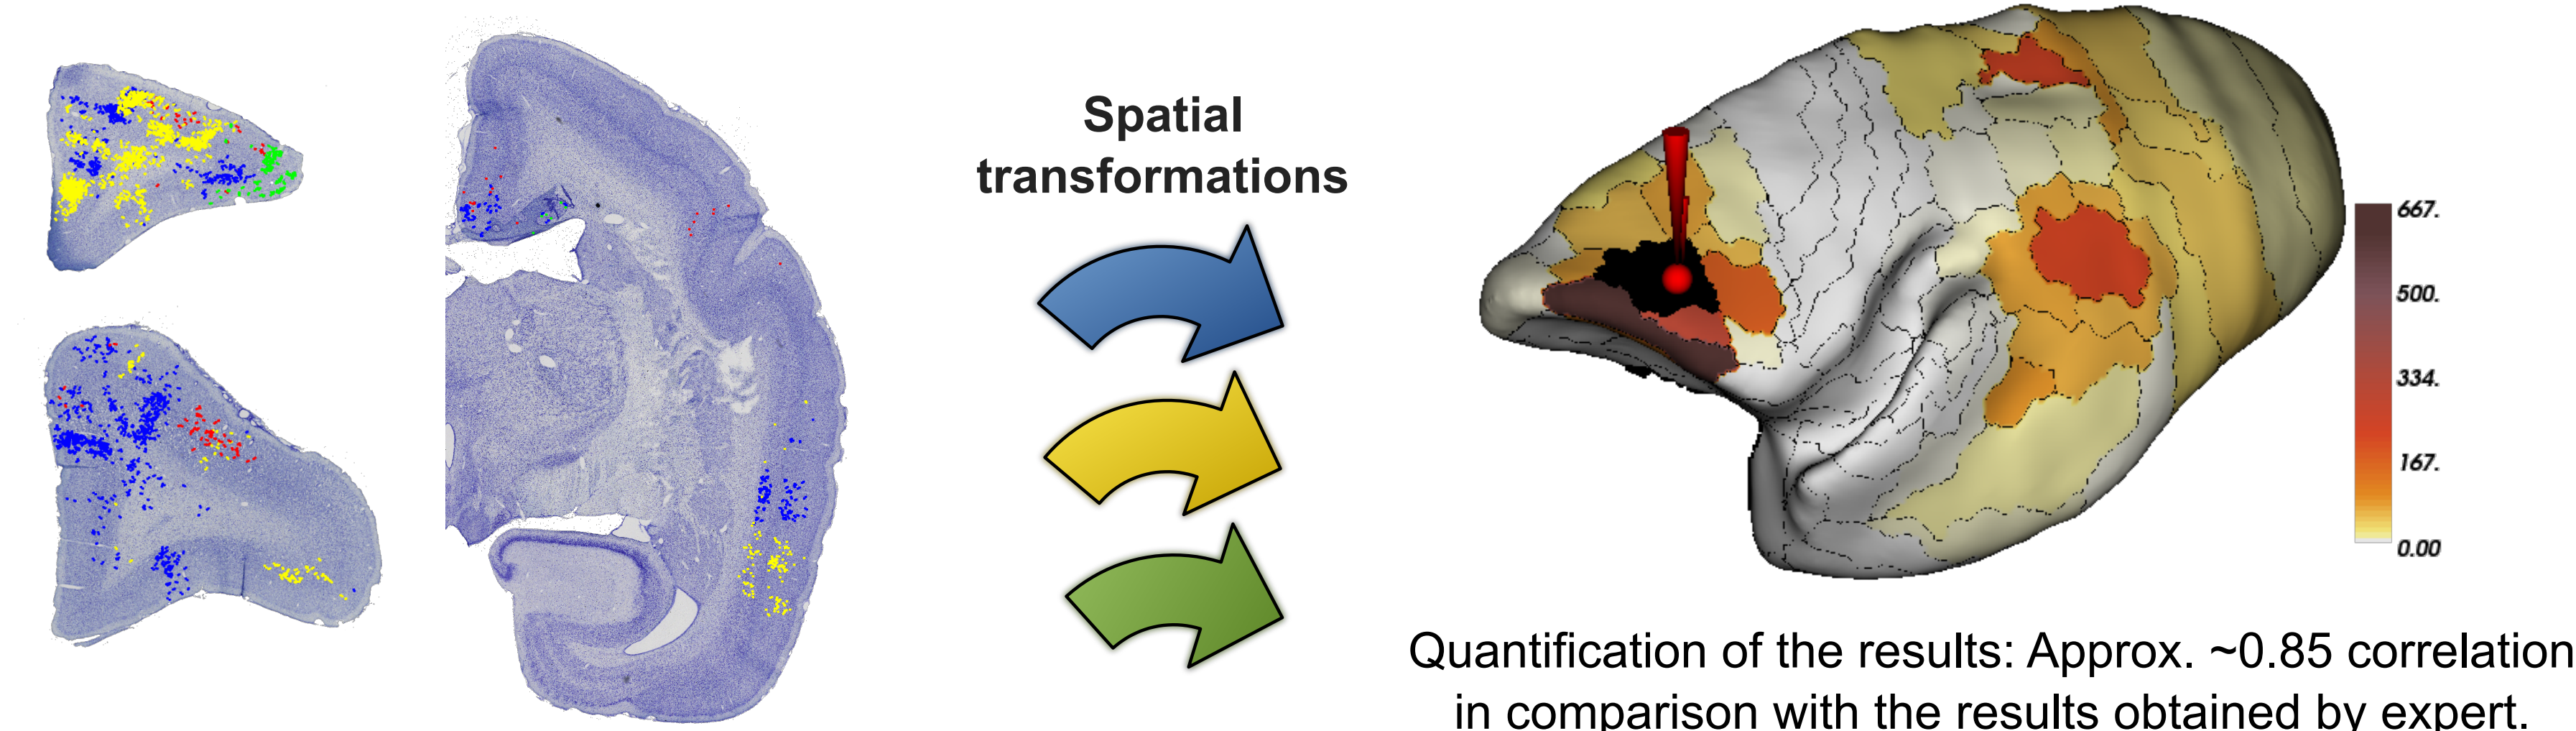 Spatial
transformations
667.
500.
334.
167.
0.00
Quantification of the results: Approx. ~0.85 correlation
in comparison with the results obtained by expert.